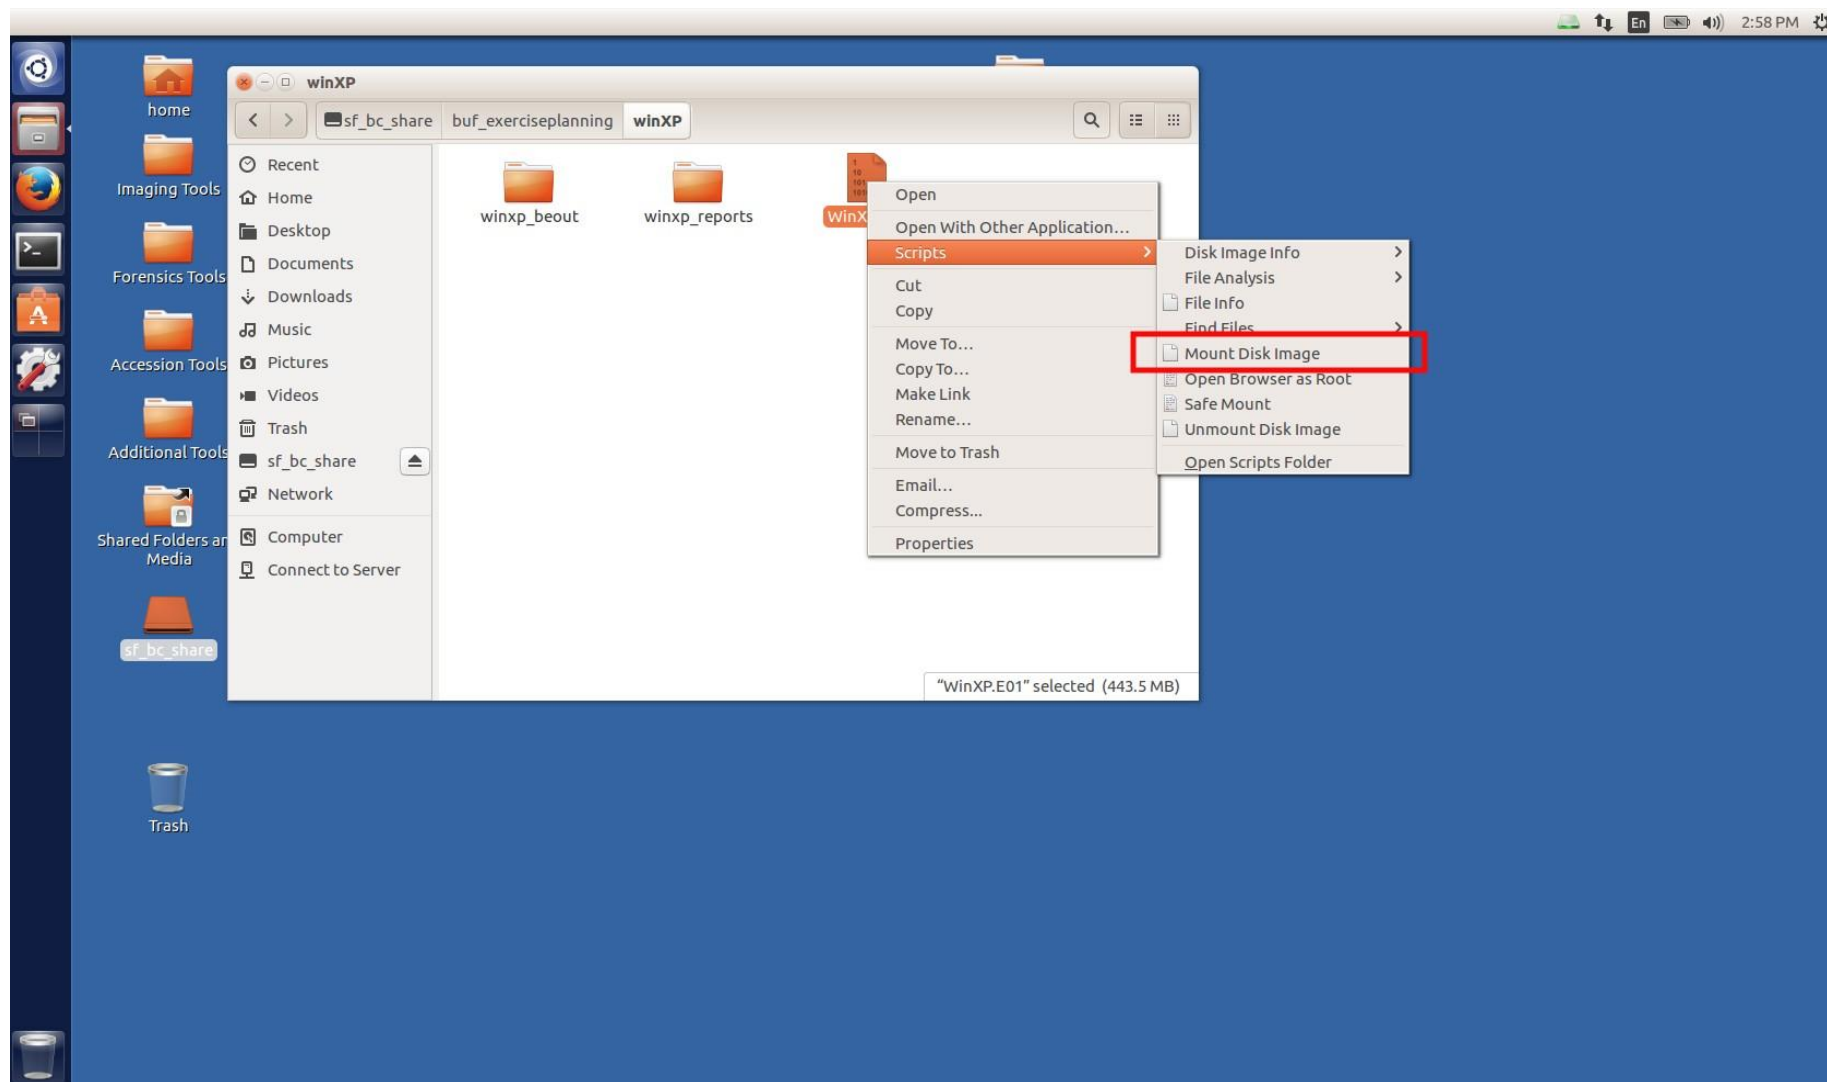 En 2:58 PM
home
Imaging Tools
Forensics Tools
Accession Tools
Additional Tools
Shared Folders an
Media
sf_bc_share
Trash
winXP
sf_bc_share buf_exerciseplanning winXP
Recent
Home
Desktop
Documents
Downloads
Music
Pictures
Videos
Trash
sf_bc_share
Network
Computer
Connect to Server
winxp_beout winxp_reports WinX
Open
Open With Other Application...
Scripts
Cut
Copy
Move To...
Copy To...
Make Link
Rename...
Move to Trash
Email...
Compress...
Properties
Disk Image Info
File Analysis
File Info
Find Files
Mount Disk Image
Open Browser as Root
Safe Mount
Unmount Disk Image
Open Scripts Folder
"WinXP.E01" selected (443.5 MB)